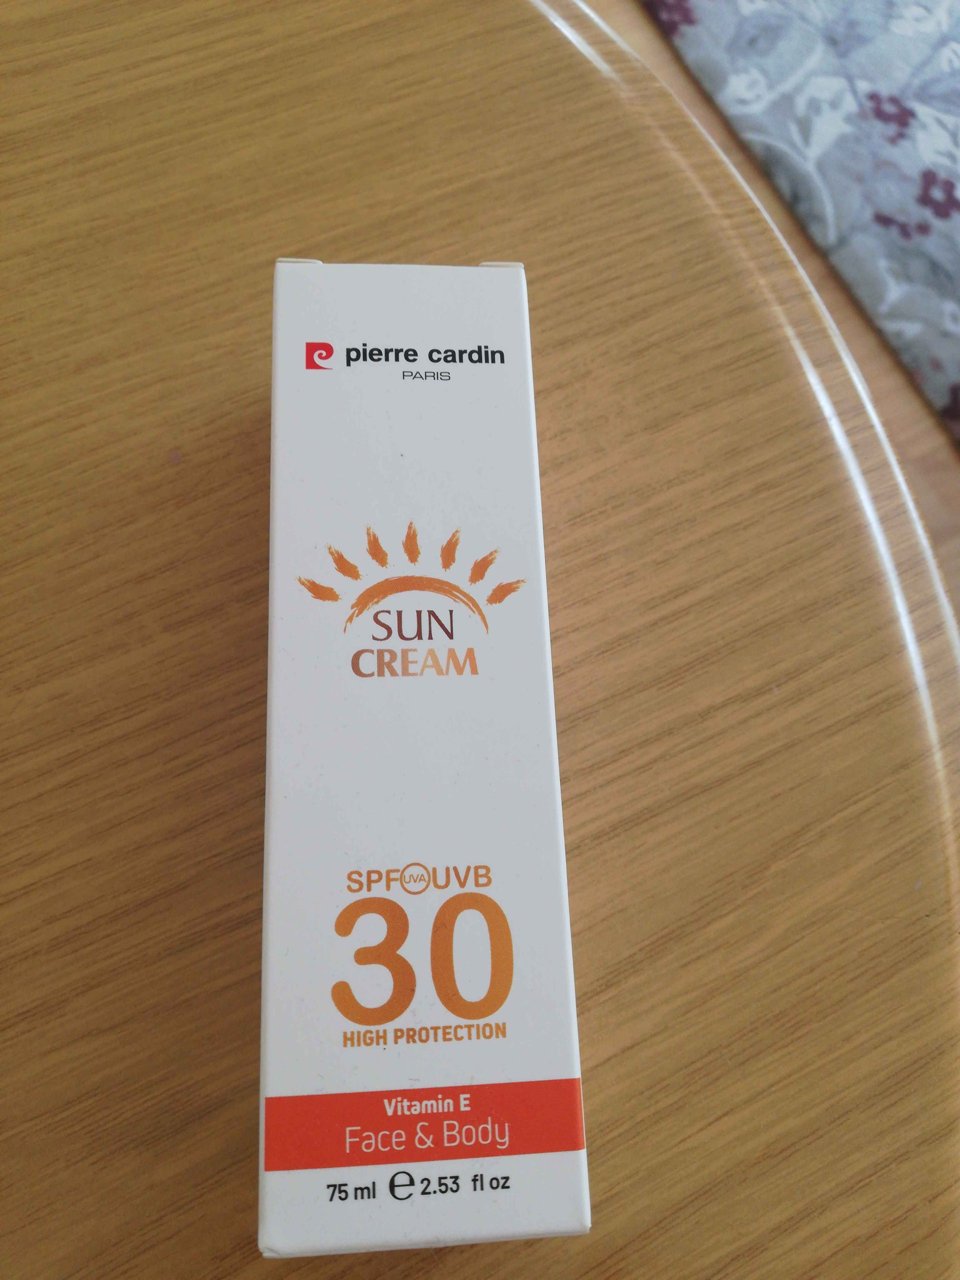 pierre cardin
PARIS
SUN
CREAM
SPF UVA UVB
30
HIGH PROTECTION
Vitamin E
Face & Body
75 ml e 2.53 fl oz